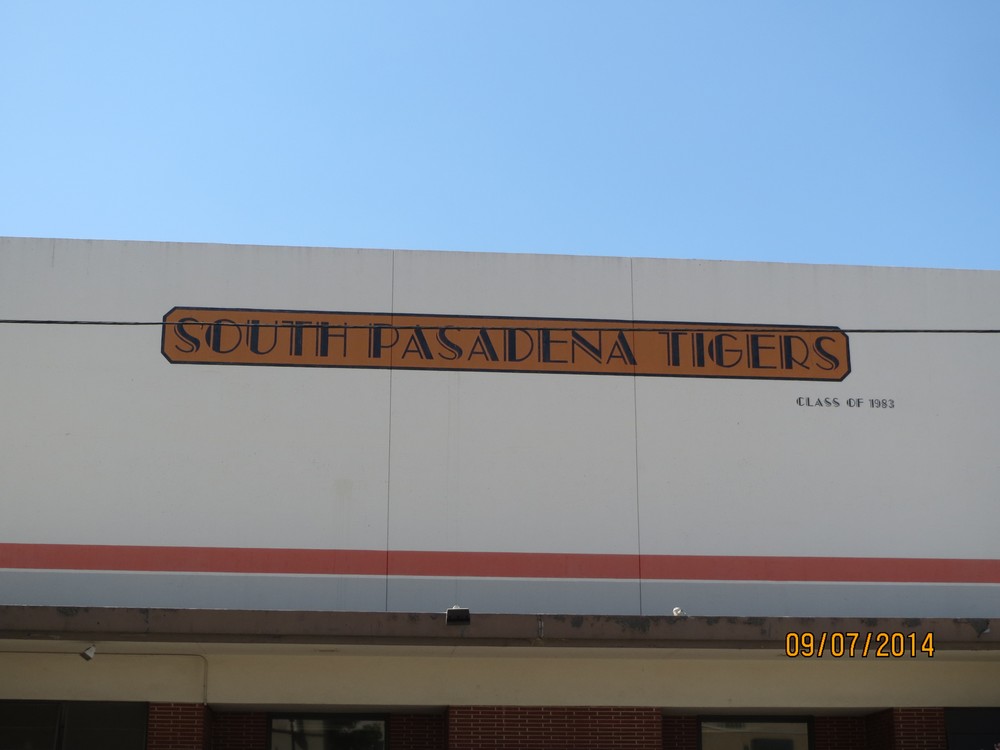 SOUTH PASADENA TIGERS
CLASS OF 1983
09/07/2014